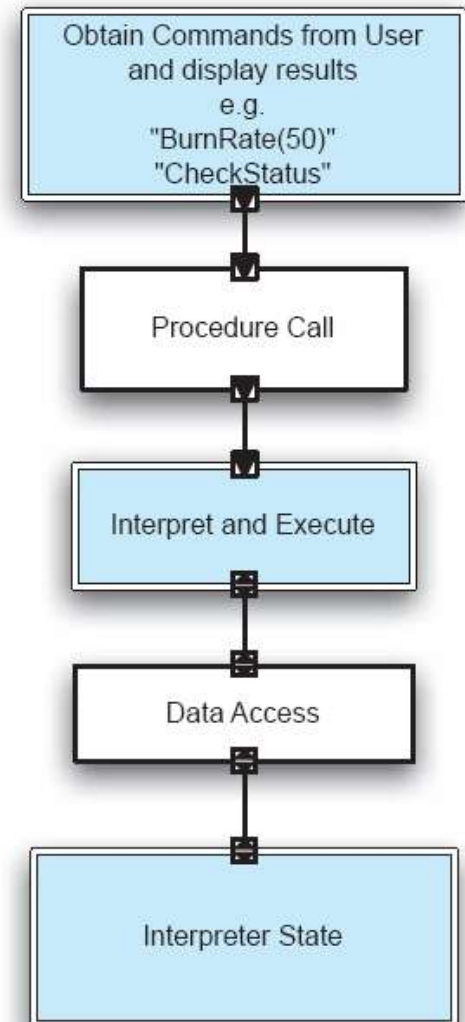 Obtain Commands from User
and display results
e.g.
"BurnRate(50)"
"CheckStatus"
Procedure Call
Interpret and Execute
Data Access
Interpreter State